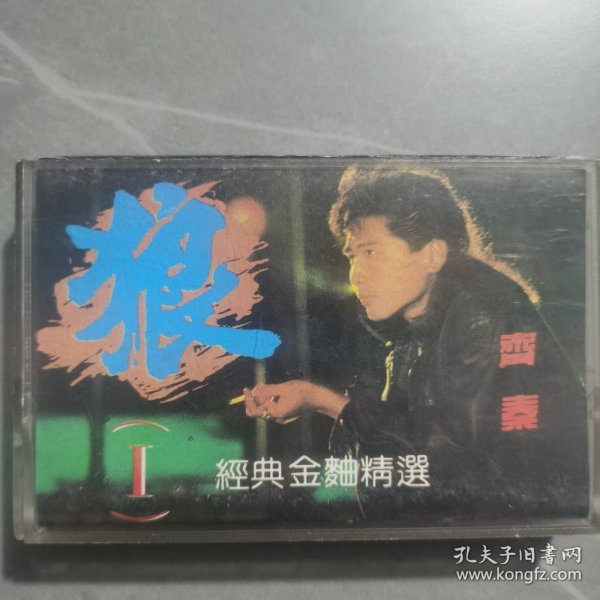 狼
齊秦
（I）
經典金麯精選
孔夫子旧书网
www.kongfz.com